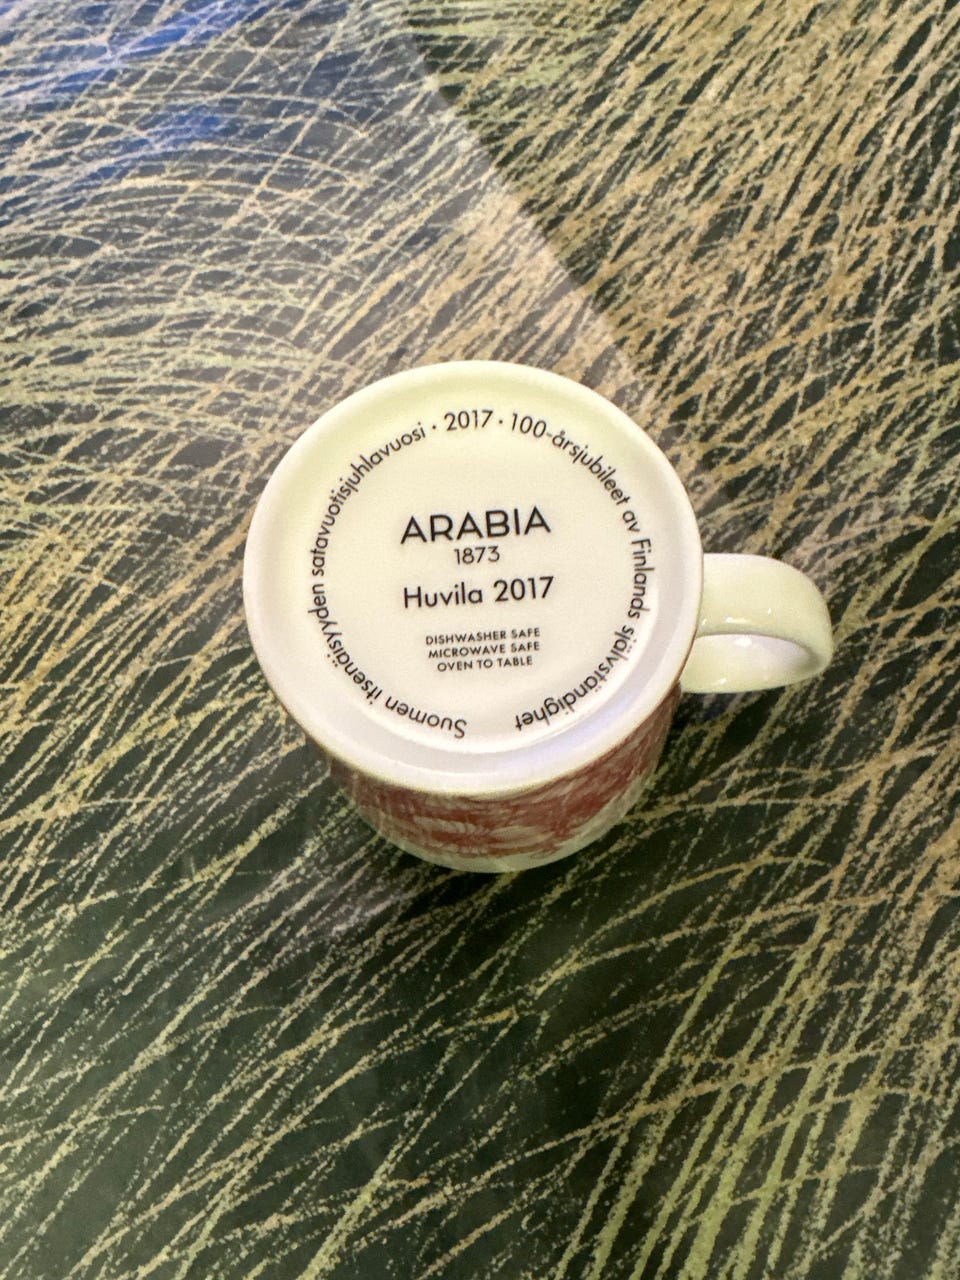 Suomen itsenäisyyden satavuotisjuhlavuosi · 2017 · 100-årsjubileet av Finlands självständighet
ARABIA
1873
Huvila 2017
DISHWASHER SAFE
MICROWAVE SAFE
OVEN TO TABLE